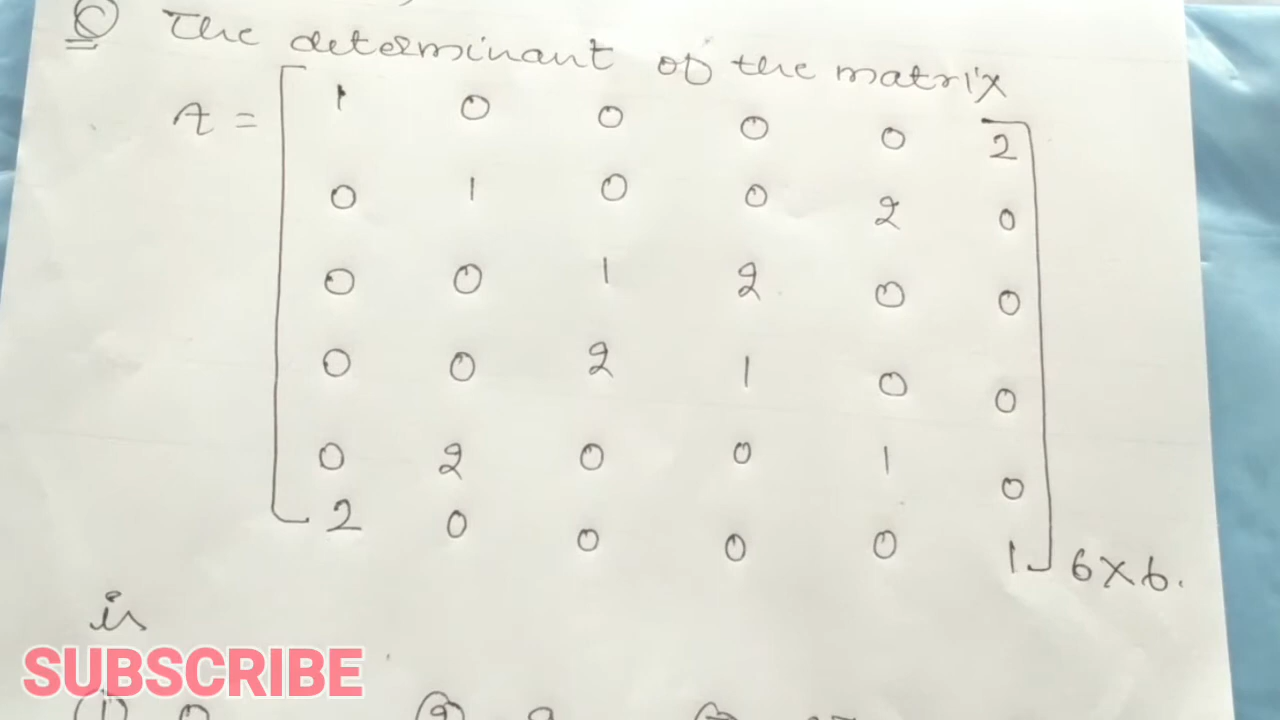 Q The determinant of the matrix
A =
1 0 0 0 0 2
0 1 0 0 2 0
0 0 1 2 0 0
0 0 2 1 0 0
0 2 0 0 1 0
2 0 0 0 0 1 6×6.
is
SUBSCRIBE